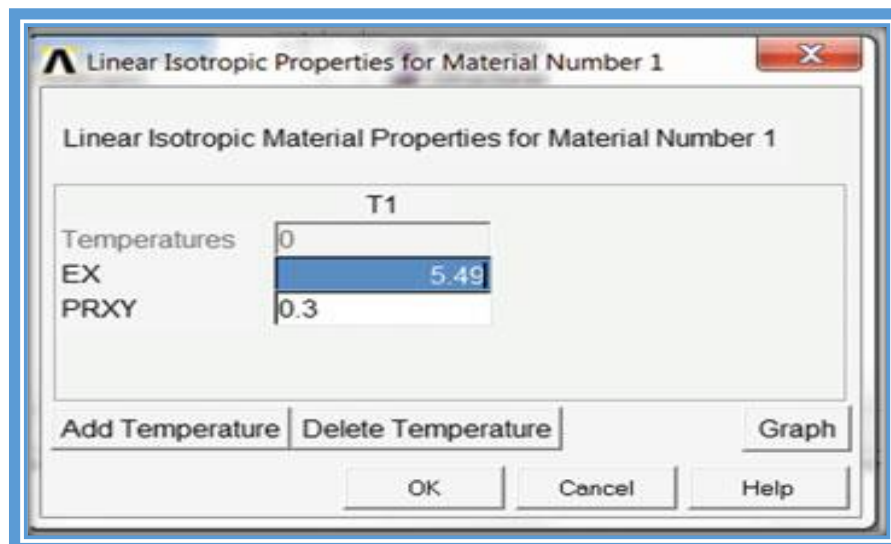 Linear Isotropic Properties for Material Number 1
Linear Isotropic Material Properties for Material Number 1
T1
Temperatures 0
EX 5.49
PRXY 0.3
Add Temperature Delete Temperature Graph
OK Cancel Help